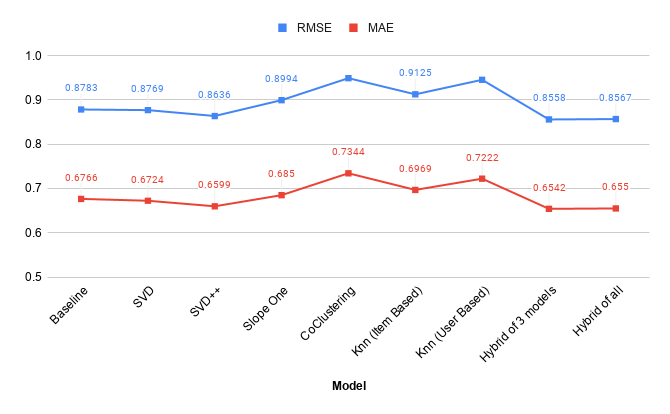 RMSE MAE
1.0
0.9
0.8
0.7
0.6
0.5
0.8783 0.8769 0.8636 0.8994 0.9125 0.8558 0.8567
0.6766 0.6724 0.6599 0.685 0.7344 0.6969 0.7222 0.6542 0.655
Baseline
SVD
SVD++
Slope One
CoClustering
Knn (Item Based)
Knn (User Based)
Hybrid of 3 models
Hybrid of all
Model